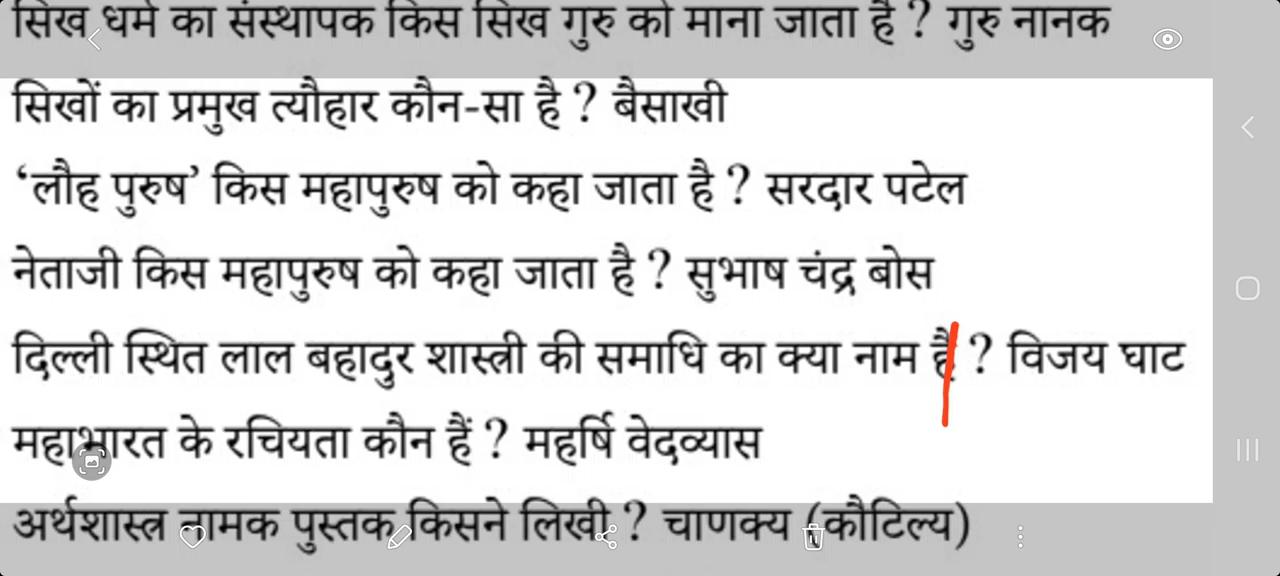 सिख धर्म का संस्थापक किस सिख गुरु को माना जाता है ? गुरु नानक
सिखों का प्रमुख त्यौहार कौन-सा है ? बैसाखी
‘लौह पुरुष’ किस महापुरुष को कहा जाता है ? सरदार पटेल
नेताजी किस महापुरुष को कहा जाता है ? सुभाष चंद्र बोस
दिल्ली स्थित लाल बहादुर शास्त्री की समाधि का क्या नाम है ? विजय घाट
महाभारत के रचियता कौन हैं ? महर्षि वेदव्यास
अर्थशास्त्र नामक पुस्तक किसने लिखी ? चाणक्य (कौटिल्य)